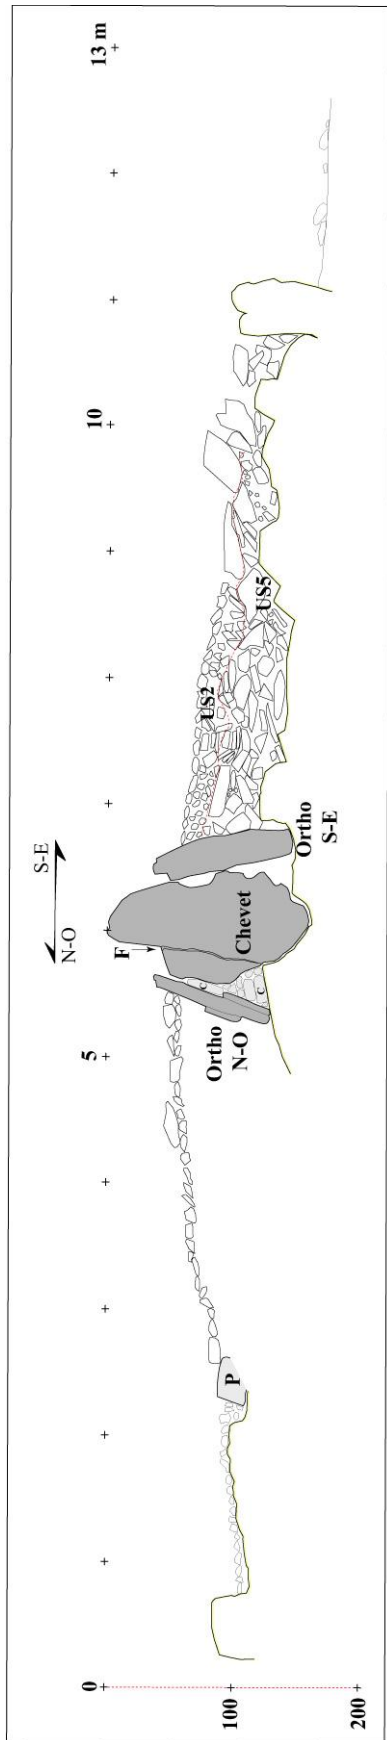 N-O S-E
0
5
10
13 m
100
200
P
Ortho
N-O
F
C
C
Chevet
Ortho
S-E
US2
US5